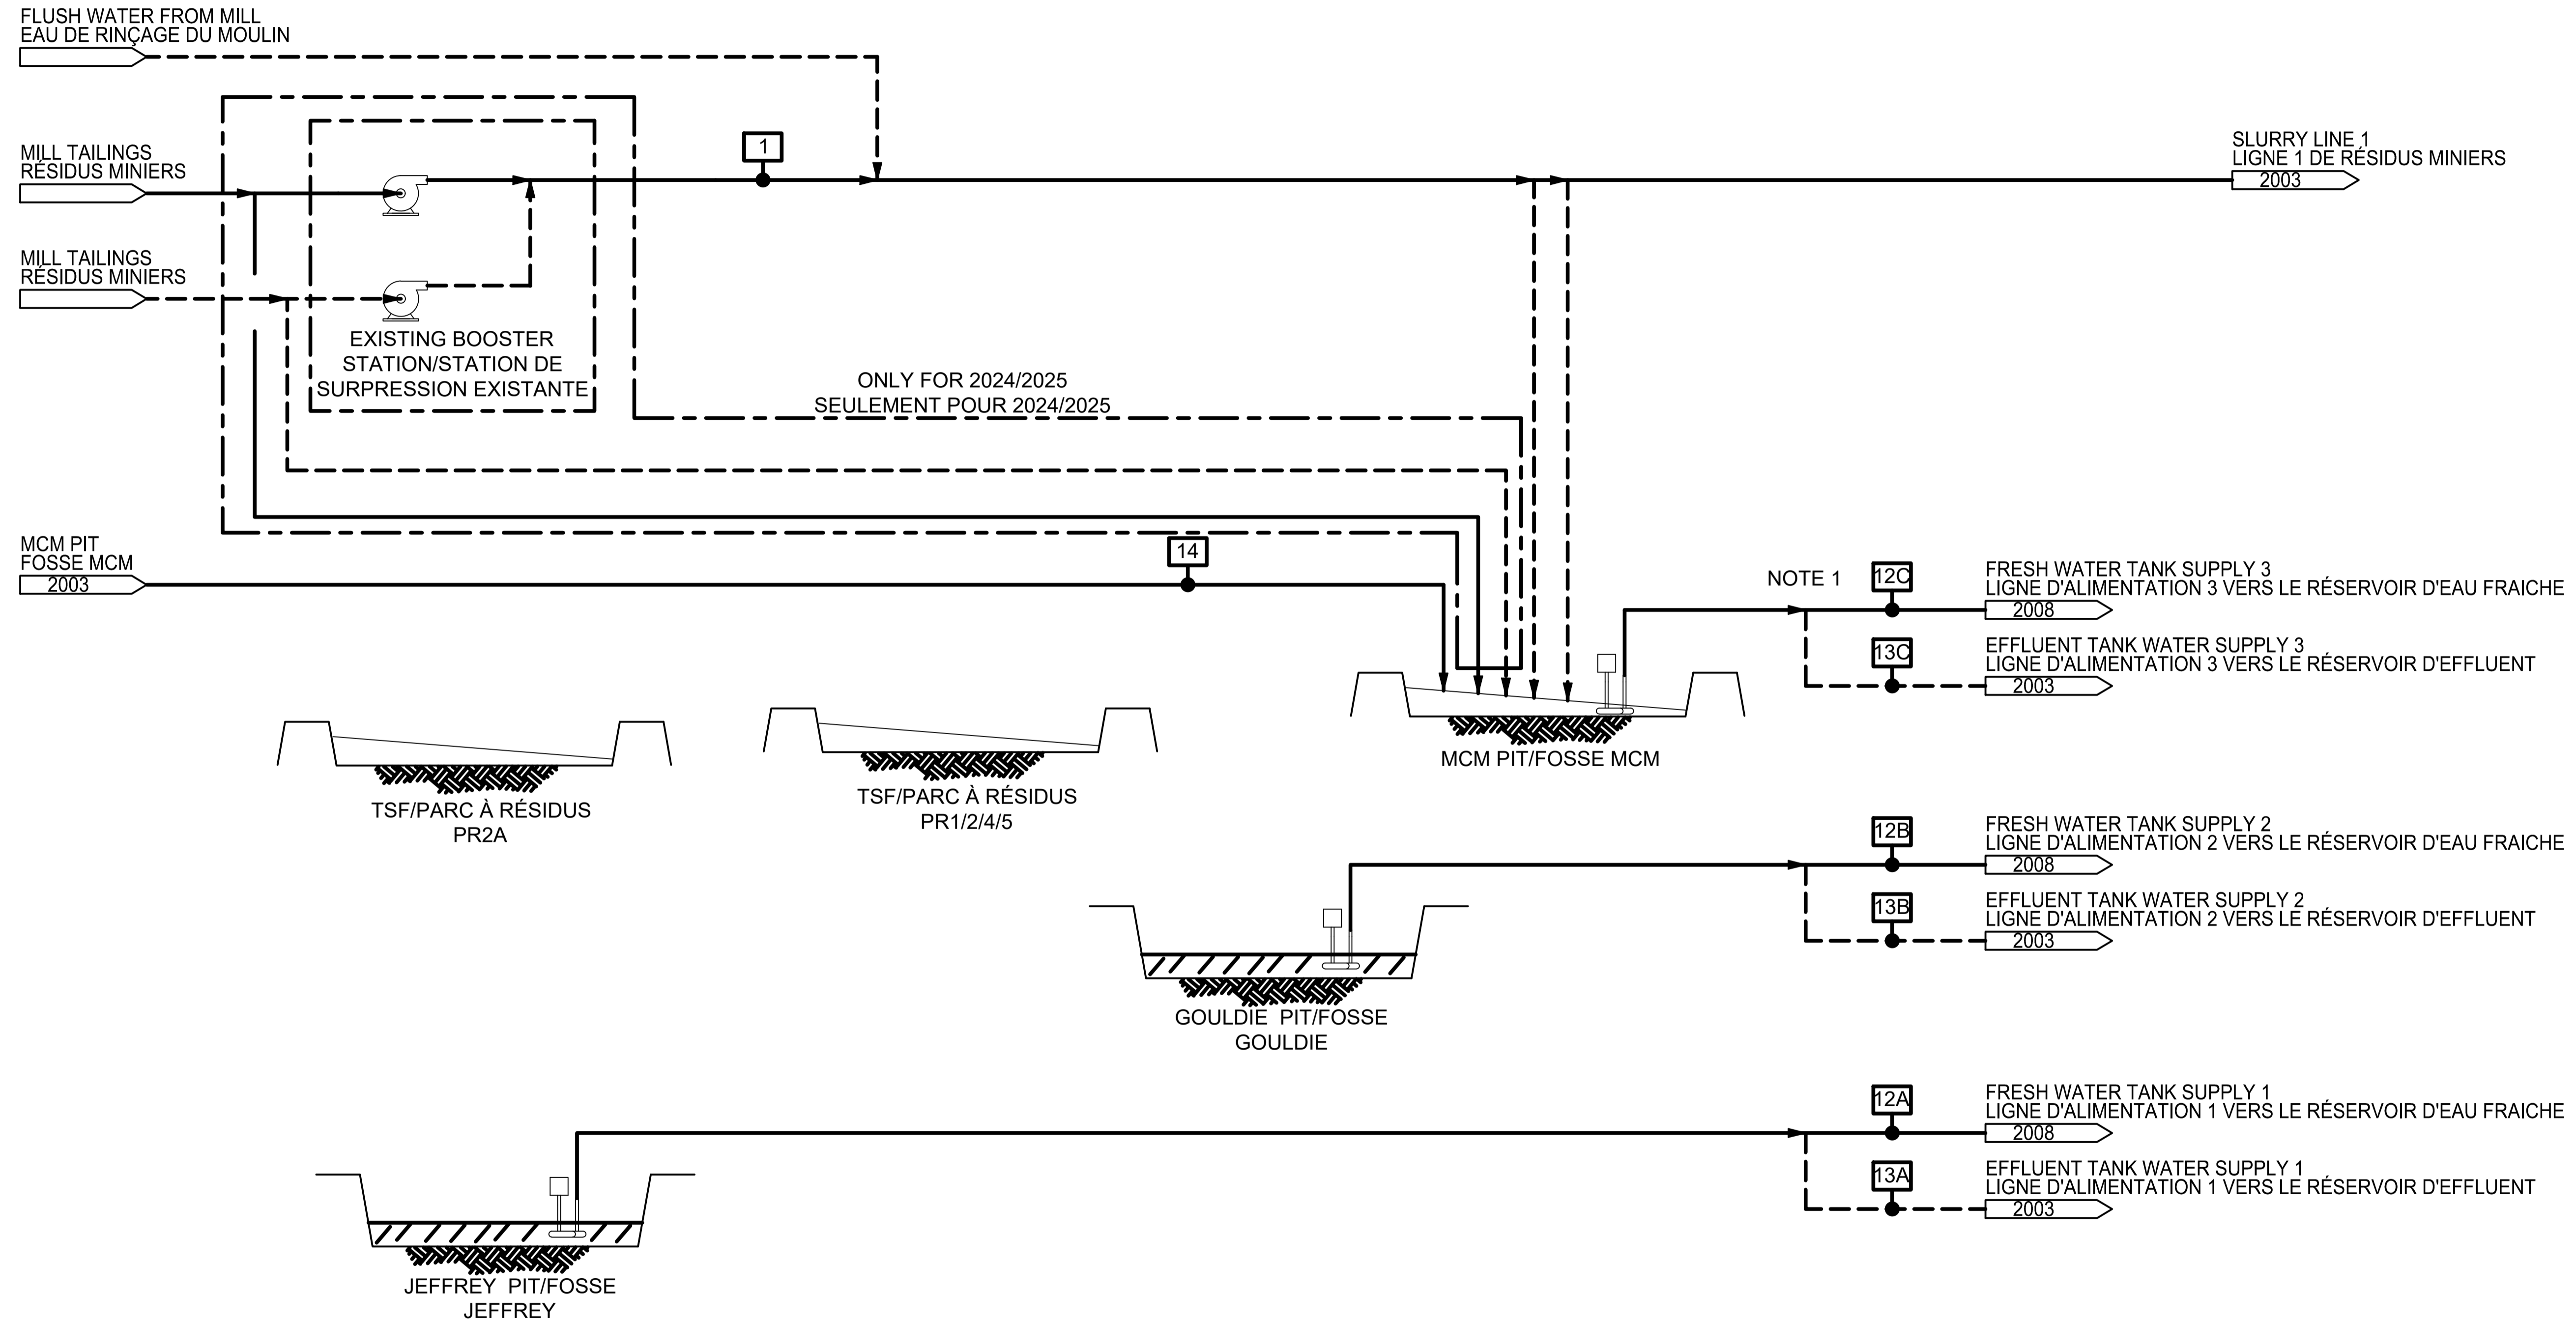 FLUSH WATER FROM MILL
EAU DE RINÇAGE DU MOULIN
MILL TAILINGS
RÉSIDUS MINIERS
1
SLURRY LINE 1
LIGNE 1 DE RÉSIDUS MINIERS
2003
MILL TAILINGS
RÉSIDUS MINIERS
EXISTING BOOSTER
STATION/STATION DE
SURPRESSION EXISTANTE
ONLY FOR 2024/2025
SEULEMENT POUR 2024/2025
MCM PIT
FOSSE MCM
2003
14
NOTE 1
12C
FRESH WATER TANK SUPPLY 3
LIGNE D'ALIMENTATION 3 VERS LE RÉSERVOIR D'EAU FRAICHE
2008
13C
EFFLUENT TANK WATER SUPPLY 3
LIGNE D'ALIMENTATION 3 VERS LE RÉSERVOIR D'EFFLUENT
2003
MCM PIT/FOSSE MCM
TSF/PARC À RÉSIDUS
PR2A
TSF/PARC À RÉSIDUS
PR1/2/4/5
12B
FRESH WATER TANK SUPPLY 2
LIGNE D'ALIMENTATION 2 VERS LE RÉSERVOIR D'EAU FRAICHE
2008
13B
EFFLUENT TANK WATER SUPPLY 2
LIGNE D'ALIMENTATION 2 VERS LE RÉSERVOIR D'EFFLUENT
2003
GOULDIE PIT/FOSSE
GOULDIE
12A
FRESH WATER TANK SUPPLY 1
LIGNE D'ALIMENTATION 1 VERS LE RÉSERVOIR D'EAU FRAICHE
2008
13A
EFFLUENT TANK WATER SUPPLY 1
LIGNE D'ALIMENTATION 1 VERS LE RÉSERVOIR D'EFFLUENT
2003
JEFFREY PIT/FOSSE
JEFFREY